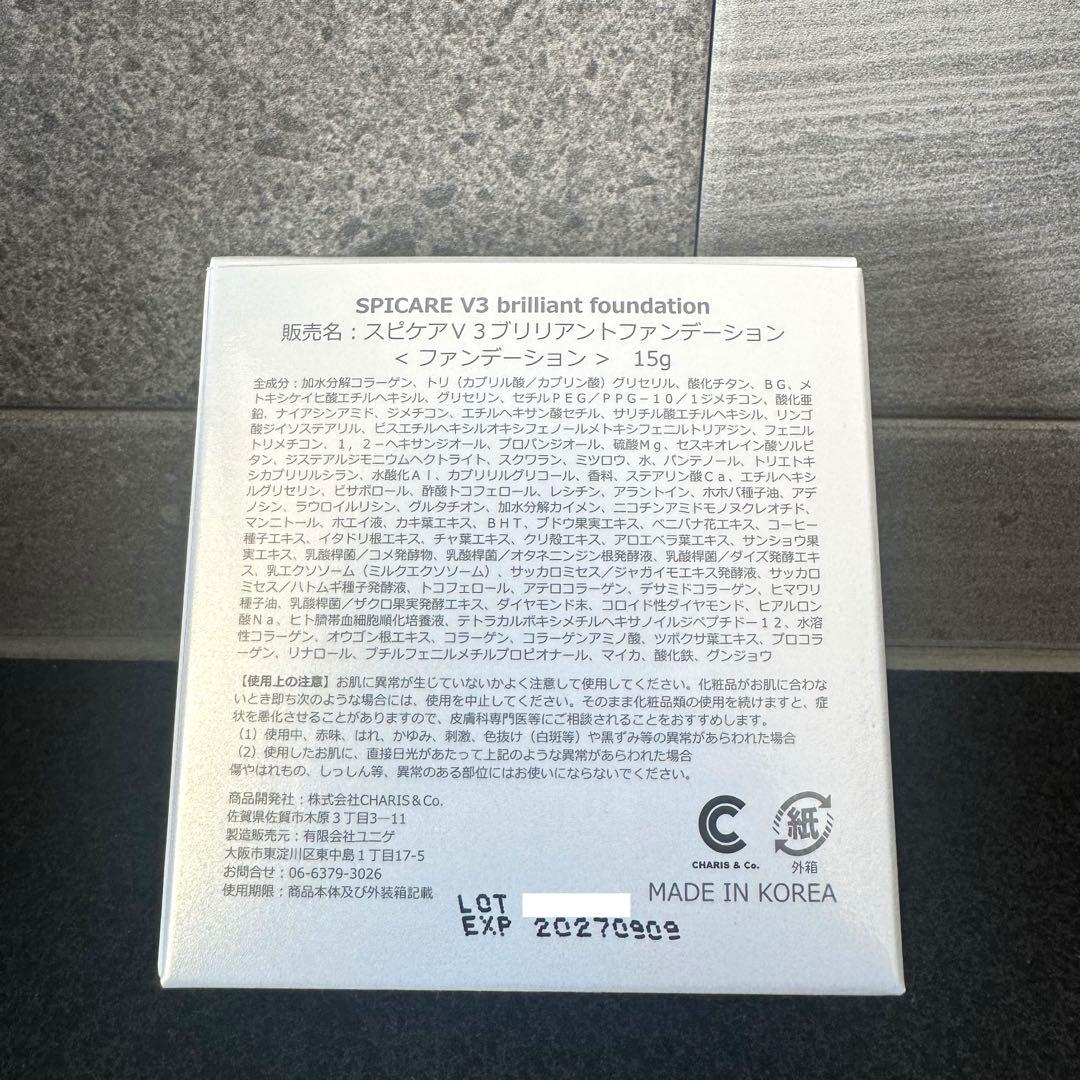 SPICARE V3 brilliant foundation
販売名：スピケアＶ３ブリリアントファンデーション
＜ ファンデーション ＞　15g
全成分：加水分解コラーゲン、トリ（カプリル酸／カプリン酸）グリセリル、酸化チタン、ＢＧ、メ
トキシケイヒ酸エチルヘキシル、グリセリン、セチルＰＥＧ／ＰＰＧ－10／1ジメチコン、酸化亜
鉛、ナイアシンアミド、ジメチコン、エチルヘキサン酸セチル、サリチル酸エチルヘキシル、リンゴ
酸ジイソステアリル、ビスエチルヘキシルオキシフェノールメトキシフェニルトリアジン、フェニル
トリメチコン、1，2－ヘキサンジオール、プロパンジオール、硫酸Mg、セスキオレイン酸ソルビ
タン、ジステアルジモニウムヘクトライト、スクワラン、ミツロウ、水、パンテノール、トリエトキ
シカプリリルシラン、水酸化Ａｌ、カプリリルグリコール、香料、ステアリン酸Ｃａ、エチルヘキシ
ルグリセリン、ビサボロール、酢酸トコフェロール、レシチン、アラントイン、ホホバ種子油、アデ
ノシン、ラウロイルリシン、グルタチオン、加水分解カイメン、ニコチンアミドモノヌクレオチド、
マンニトール、ホエイ液、カキ葉エキス、ＢＨＴ、ブドウ果実エキス、ベニバナ花エキス、コーヒー
種子エキス、イタドリ根エキス、チャ葉エキス、クリ殻エキス、アロエベラ葉エキス、サンショウ果
実エキス、乳酸桿菌／コメ発酵物、乳酸桿菌／オタネニンジン根発酵液、乳酸桿菌／ダイズ発酵エキ
ス、乳エクソソーム（ミルクエクソソーム）、サッカロミセス／ジャガイモエキス発酵液、サッカロ
ミセス／ハトムギ種子発酵液、トコフェロール、アテロコラーゲン、デサミドコラーゲン、ヒマワリ
種子油、乳酸桿菌／ザクロ果実発酵エキス、ダイヤモンド末、コロイド性ダイヤモンド、ヒアルロン
酸Ｎａ、ヒト臍帯血細胞順化培養液、テトラカルボキシメチルヘキサノイルジペプチド－12、水溶
性コラーゲン、オウゴン根エキス、コラーゲン、コラーゲンアミノ酸、ツボクサ葉エキス、プロコラ
ーゲン、リナロール、ブチルフェニルメチルプロピオナール、マイカ、酸化鉄、グンジョウ
【使用上の注意】お肌に異常が生じていないかよく注意して使用してください。化粧品がお肌に合わな
いとき即ち次のような場合には、使用を中止してください。そのまま化粧品類の使用を続けますと、症
状を悪化させることがありますので、皮膚科専門医等にご相談されることをおすすめします。
（1）使用中、赤味、はれ、かゆみ、刺激、色抜け（白斑等）や黒ずみ等の異常があらわれた場合
（2）使用したお肌に、直接日光があたって上記のような異常があらわれた場合
傷やはれもの、しっしん等、異常のある部位にはお使いにならないでください。
商品開発社：株式会社CHARIS＆Co.
佐賀県佐賀市木原３丁目3—11
製造販売元：有限会社ユニゲ
大阪市東淀川区東中島１丁目17-5
お問合せ：06-6379-3026
使用期限：商品本体及び外装箱記載
CHARIS & Co.
紙
外箱
MADE IN KOREA
LOT
EXP 20270909